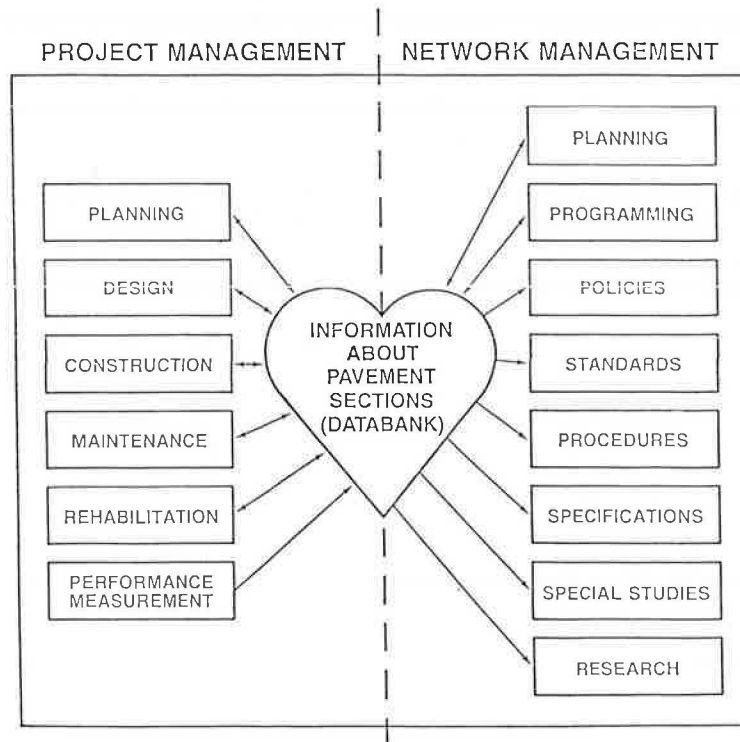 PROJECT MANAGEMENT
NETWORK MANAGEMENT
PLANNING
DESIGN
CONSTRUCTION
MAINTENANCE
REHABILITATION
PERFORMANCE
MEASUREMENT
INFORMATION
ABOUT
PAVEMENT
SECTIONS
(DATABANK)
PLANNING
PROGRAMMING
POLICIES
STANDARDS
PROCEDURES
SPECIFICATIONS
SPECIAL STUDIES
RESEARCH